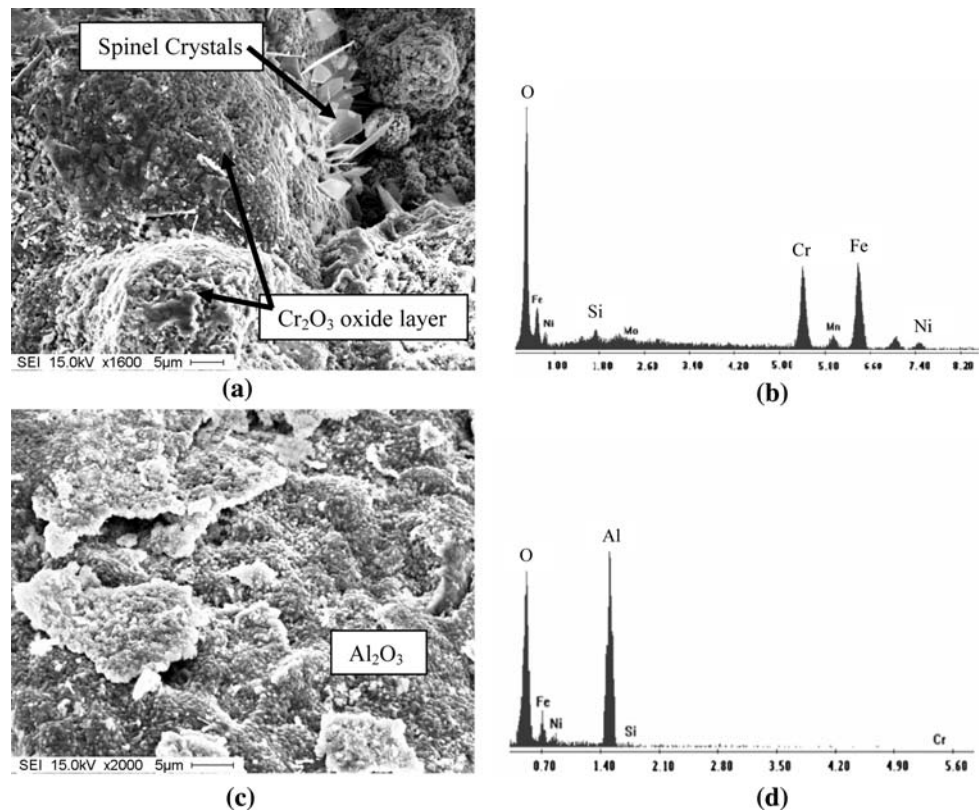 Spinel Crystals
Cr₂O₃ oxide layer
SEI 15.0kV x1600 5μm
(a)
O
Fe
Ni
Si
Mo
Cr
Mn
Fe
Ni
1.00 1.80 2.60 3.40 4.20 5.00 5.80 6.60 7.40 8.20
(b)
Al₂O₃
SEI 15.0kV x2000 5μm
(c)
O
Fe
Ni
Al
Si
Cr
0.70 1.40 2.10 2.80 3.50 4.20 4.90 5.60
(d)